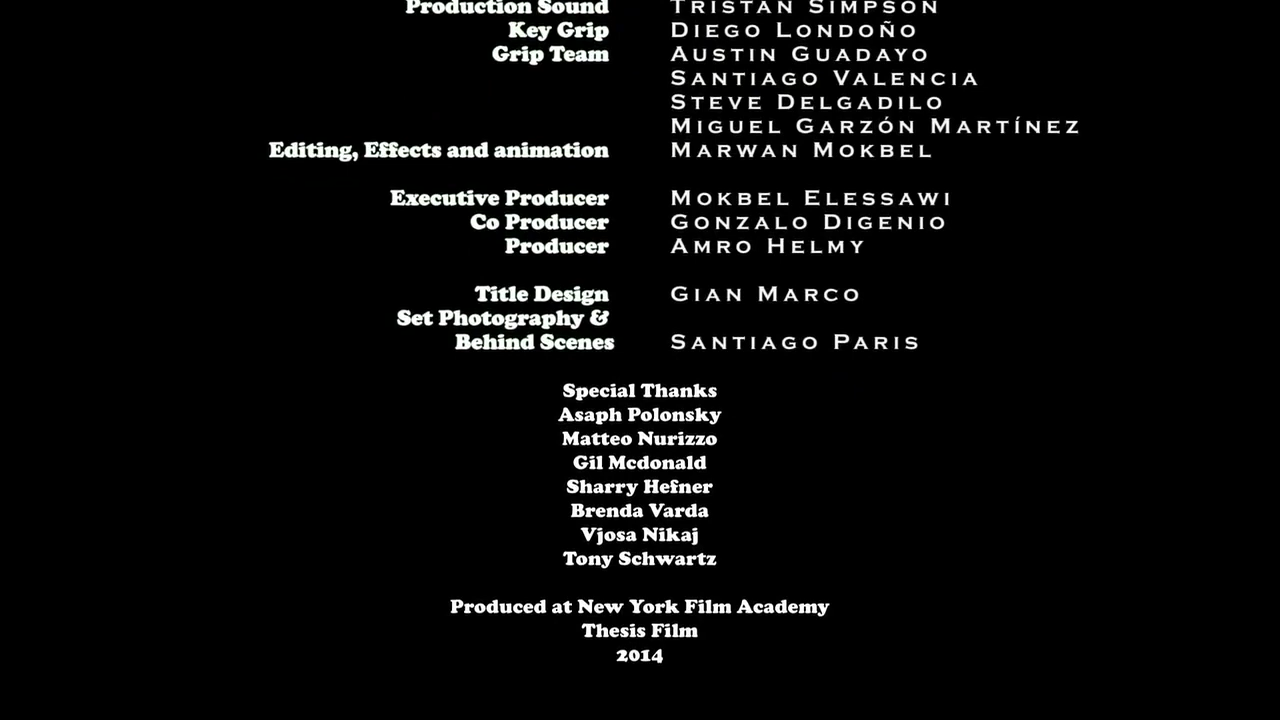 Production Sound TRISTAN SIMPSON
Key Grip DIEGO LONDOÑO
Grip Team AUSTIN GUADAYO
SANTIAGO VALENCIA
STEVE DELGADILO
MIGUEL GARZÓN MARTÍNEZ
Editing, Effects and animation MARWAN MOKBEL
Executive Producer MOKBEL ELESSAWI
Co Producer GONZALO DIGENIO
Producer AMRO HELMY
Title Design GIAN MARCO
Set Photography &
Behind Scenes SANTIAGO PARIS
Special Thanks
Asaph Polonsky
Matteo Nurizzo
Gil Mcdonald
Sharry Hefner
Brenda Varda
Vjosa Nikaj
Tony Schwartz
Produced at New York Film Academy
Thesis Film
2014